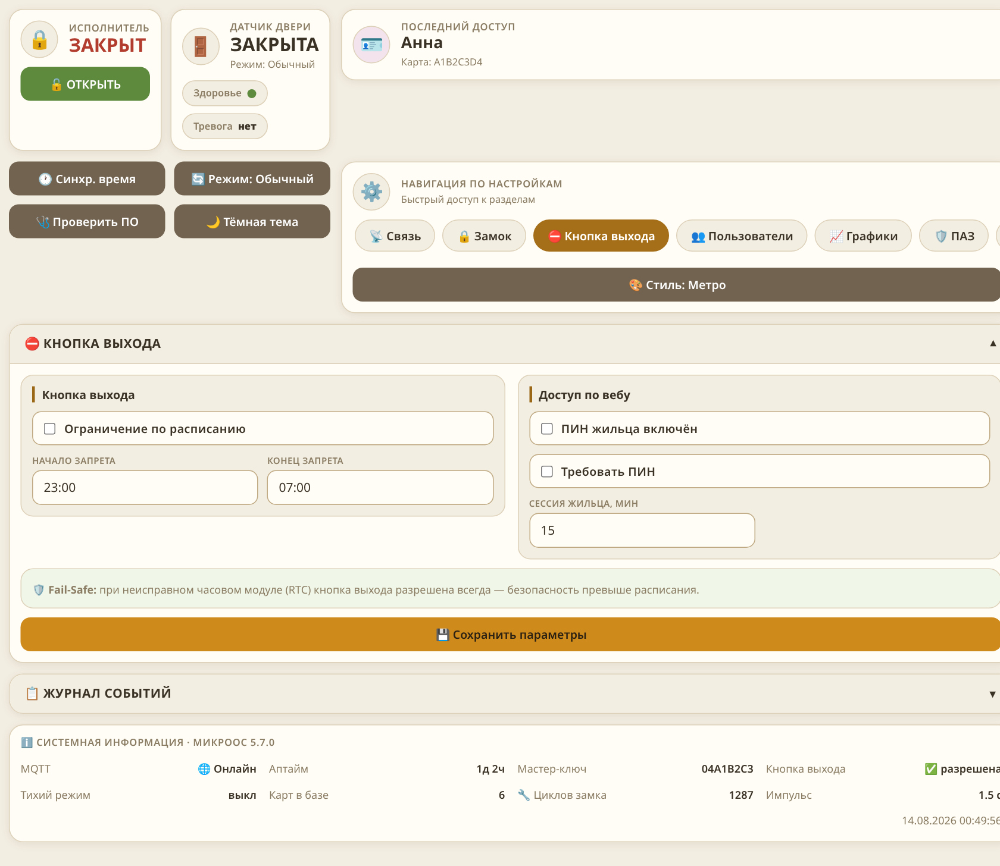 ИСПОЛНИТЕЛЬ
ЗАКРЫТ
ОТКРЫТЬ
ДАТЧИК ДВЕРИ
ЗАКРЫТА
Режим: Обычный
Здоровье
Тревога нет
ПОСЛЕДНИЙ ДОСТУП
Анна
Карта: A1B2C3D4
Синхр. время
Режим: Обычный
Проверить ПО
Тёмная тема
НАВИГАЦИЯ ПО НАСТРОЙКАМ
Быстрый доступ к разделам
Связь
Замок
Кнопка выхода
Пользователи
Графики
ПАЗ
Стиль: Метро
КНОПКА ВЫХОДА
Кнопка выхода
Ограничение по расписанию
НАЧАЛО ЗАПРЕТА
КОНЕЦ ЗАПРЕТА
23:00
07:00
Доступ по вебу
ПИН жильца включён
Требовать ПИН
СЕССИЯ ЖИЛЬЦА, МИН
15
Fail-Safe: при неисправном часовом модуле (RTC) кнопка выхода разрешена всегда — безопасность превыше расписания.
Сохранить параметры
ЖУРНАЛ СОБЫТИЙ
СИСТЕМНАЯ ИНФОРМАЦИЯ · МИКРООС 5.7.0
MQTT Онлайн
Аптайм 1д 2ч
Мастер-ключ 04A1B2C3
Кнопка выхода разрешена
Тихий режим выкл
Карт в базе 6
Циклов замка 1287
Импульс 1.5 с
14.08.2026 00:49:56